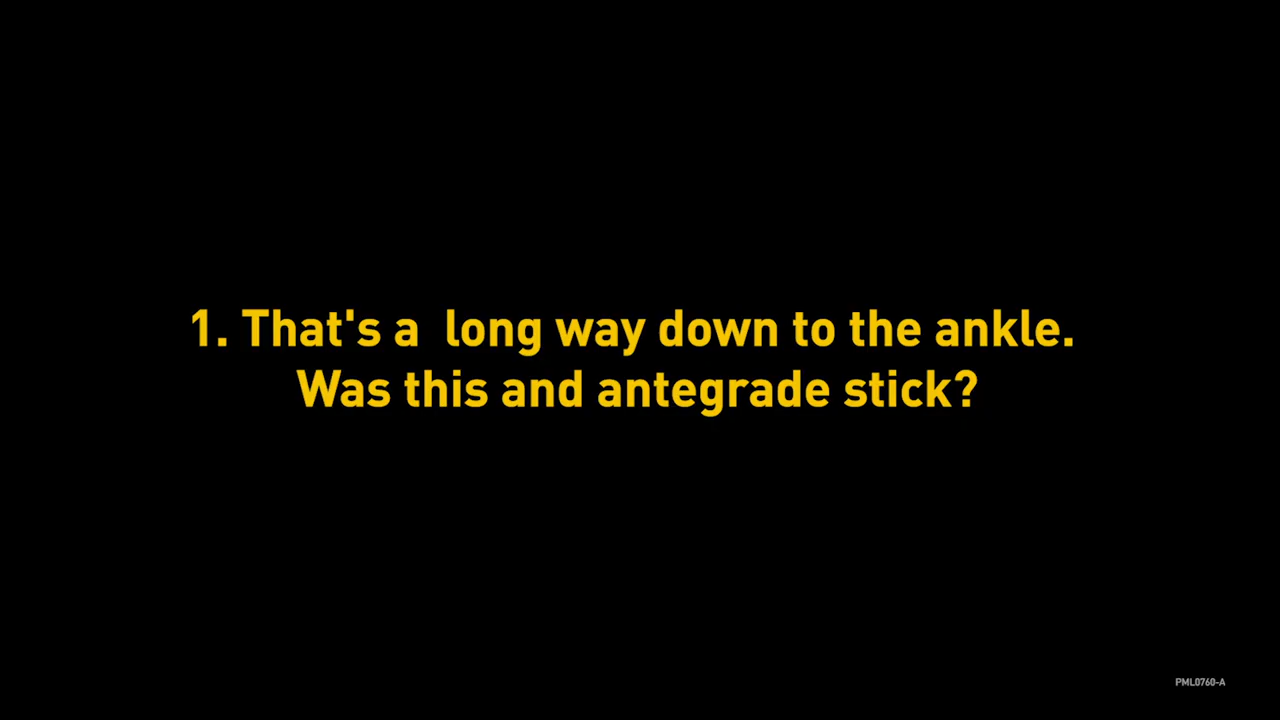 1. That's a  long way down to the ankle.
Was this and antegrade stick?
PML0760-A